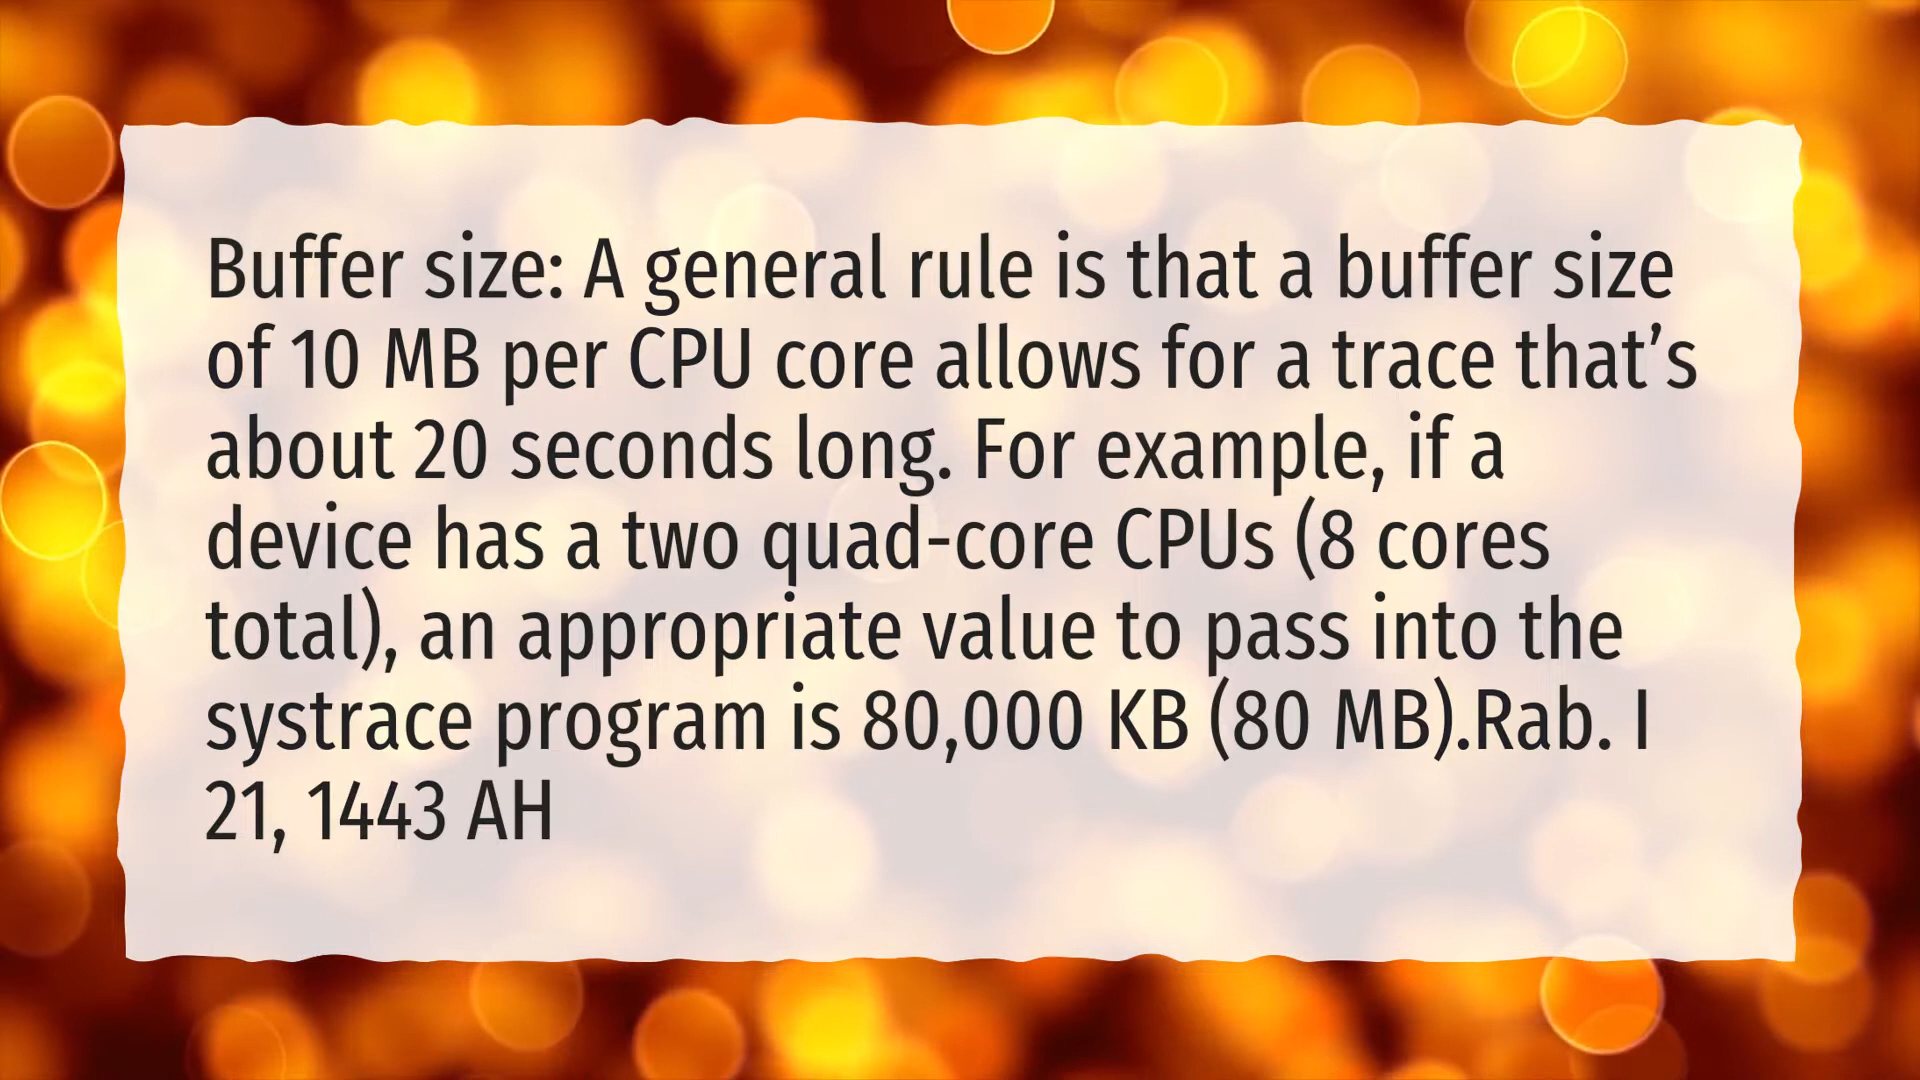 Buffer size: A general rule is that a buffer size
of 10 MB per CPU core allows for a trace that’s
about 20 seconds long. For example, if a
device has a two quad-core CPUs (8 cores
total), an appropriate value to pass into the
systrace program is 80,000 KB (80 MB).Rab. I
21, 1443 AH